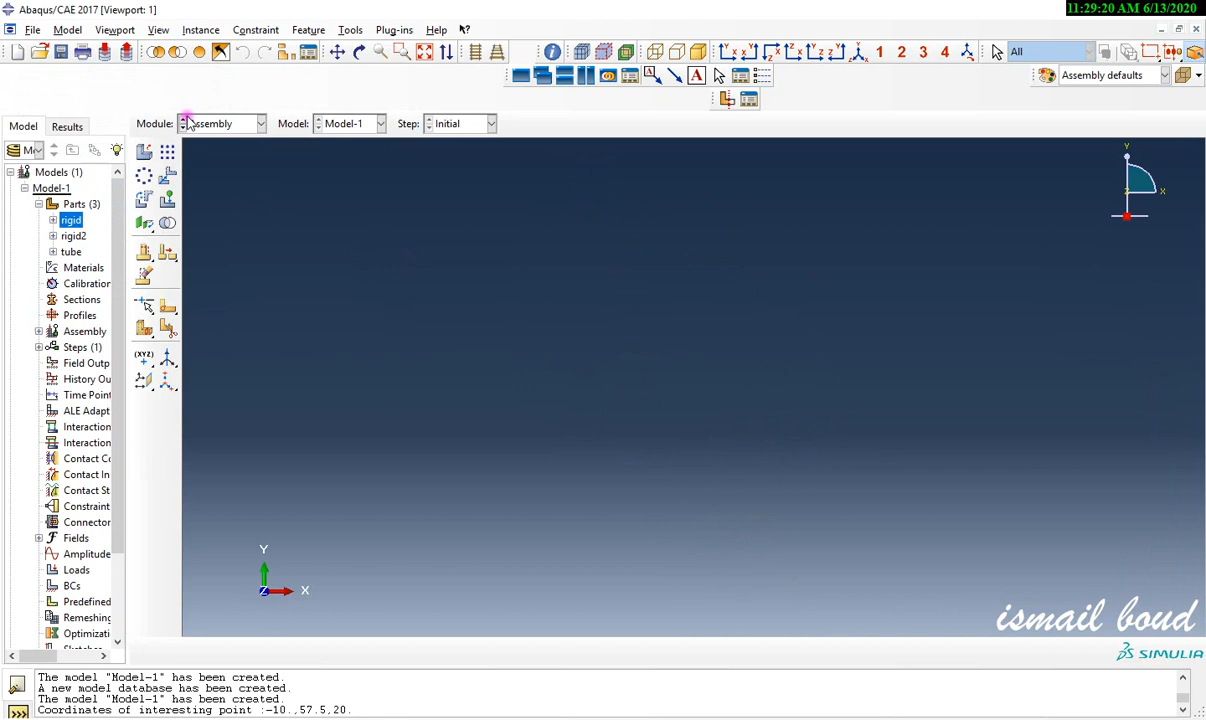 Abaqus/CAE 2017 [Viewport: 1]
11:29:20 AM 6/13/2020
File Model Viewport View Instance Constraint Feature Tools Plug-ins Help
1 2 3 4 All
A Assembly defaults
Model Results Module: ssembly Model: Model-1 Step: Initial
Models (1)
Model-1
Parts (3)
rigid
rigid2
tube
Materials
Calibration
Sections
Profiles
Assembly
Steps (1)
Field Outp
History Ou
Time Point
ALE Adapt
Interaction
Interaction
Contact Co
Contact In
Contact St
Constraint
Connector
Fields
Amplitude
Loads
BCs
Predefined
Remeshing
Optimizati
(XYZ)
Y
X
Z
Y
Z X
ismail boud
SIMULIA
The model "Model-1" has been created.
A new model database has been created.
The model "Model-1" has been created.
Coordinates of interesting point :-10.,57.5,20.